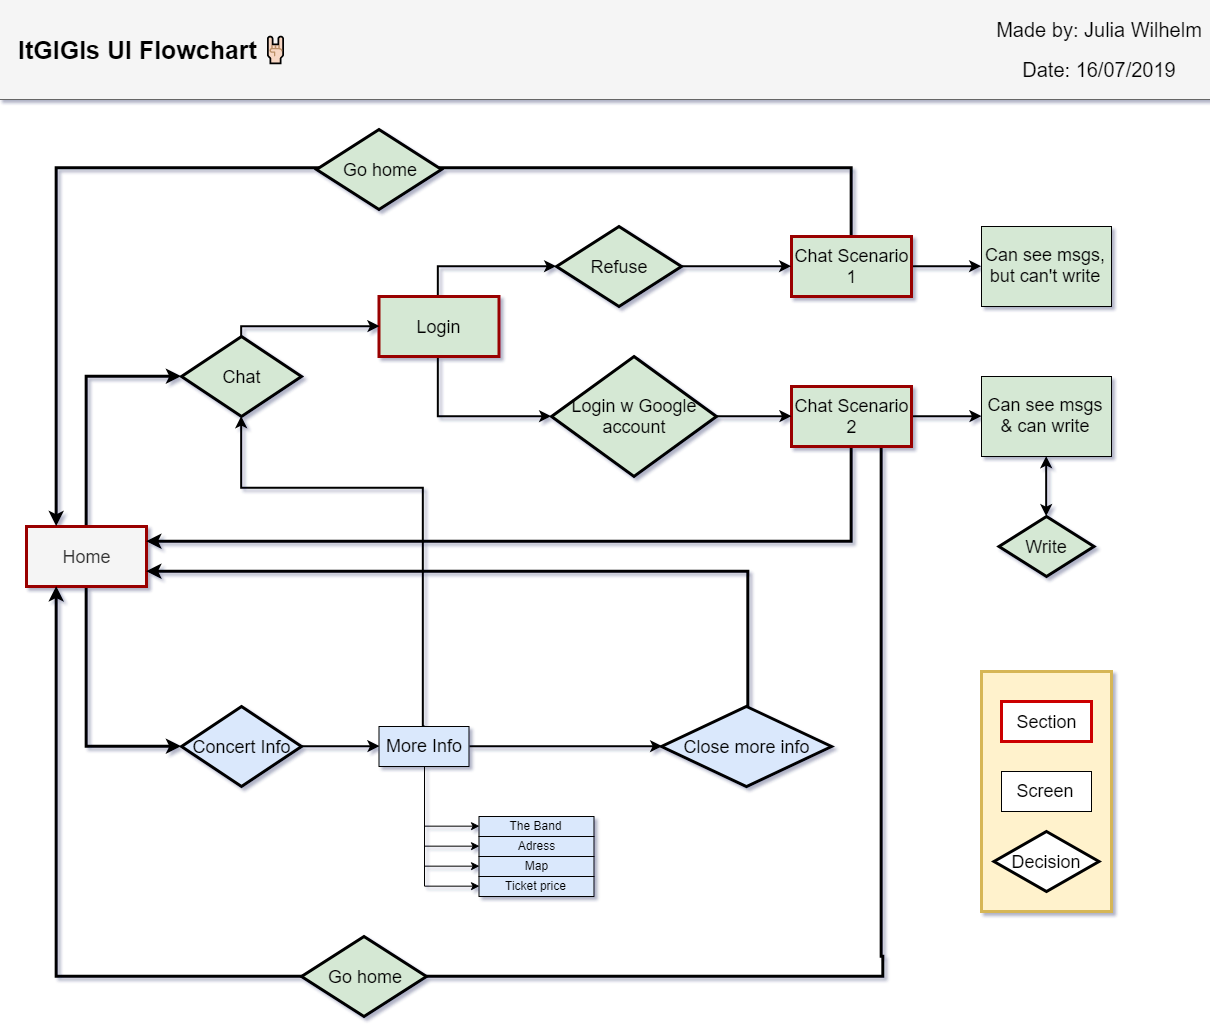 ItGIGIs UI Flowchart 🤘🏻
Made by: Julia Wilhelm
Date: 16/07/2019
Go home
Refuse
Chat Scenario
1
Can see msgs,
but can't write
Login
Chat
Login w Google
account
Chat Scenario
2
Can see msgs
& can write
Write
Home
Concert Info
More Info
Close more info
The Band
Adress
Map
Ticket price
Section
Screen
Decision
Go home